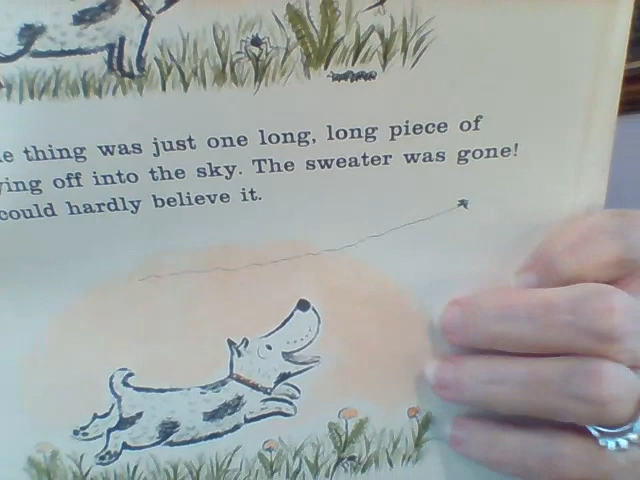 thing was just one long, long piece of
off into the sky. The sweater was gone!
could hardly believe it.